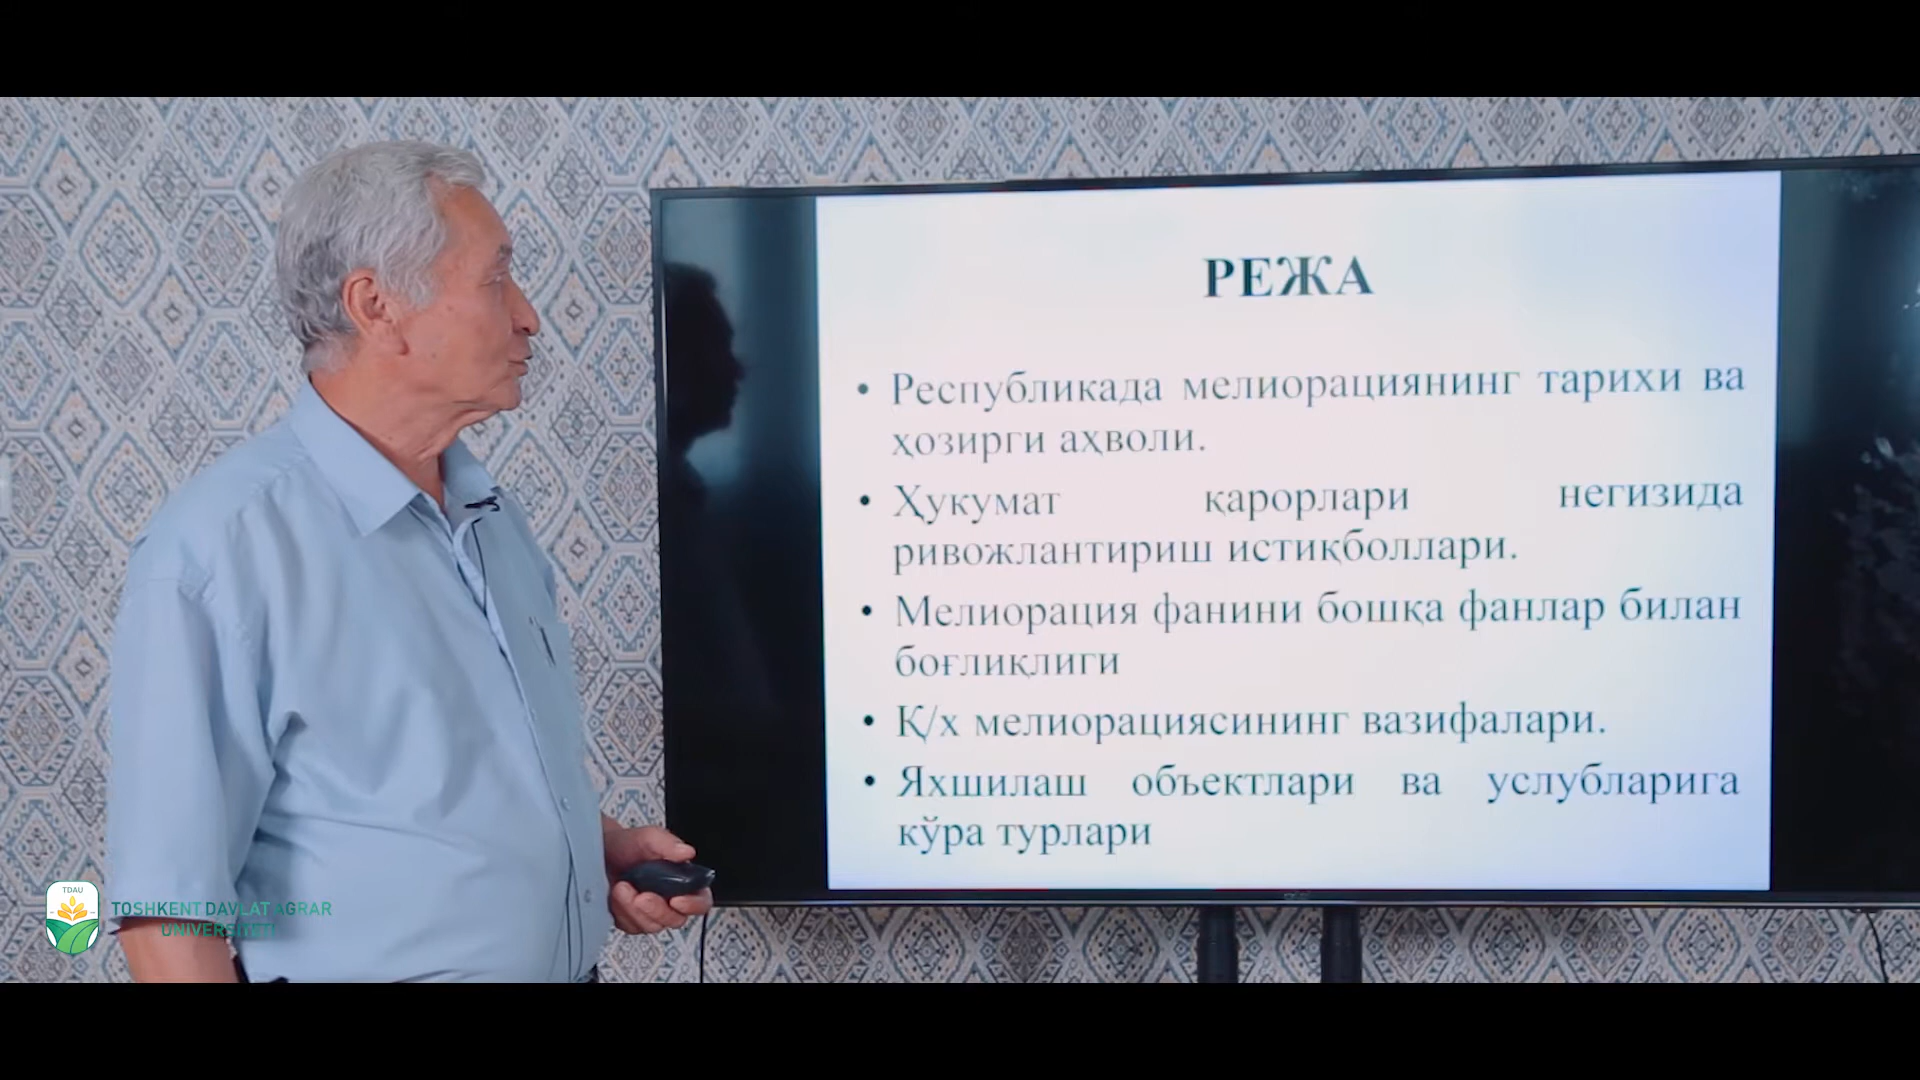 РЕЖА
• Республикада мелиорациянинг тарихи ва
ҳозирги аҳволи.
• Ҳукумат қарорлари негизида
ривожлантириш истиқболлари.
• Мелиорация фанини бошқа фанлар билан
боғлиқлиги
• Қ/х мелиорациясининг вазифалари.
• Яхшилаш объектлари ва услубларига
кўра турлари
TDAU
TOSHKENT DAVLAT AGRAR
UNIVERSITETI